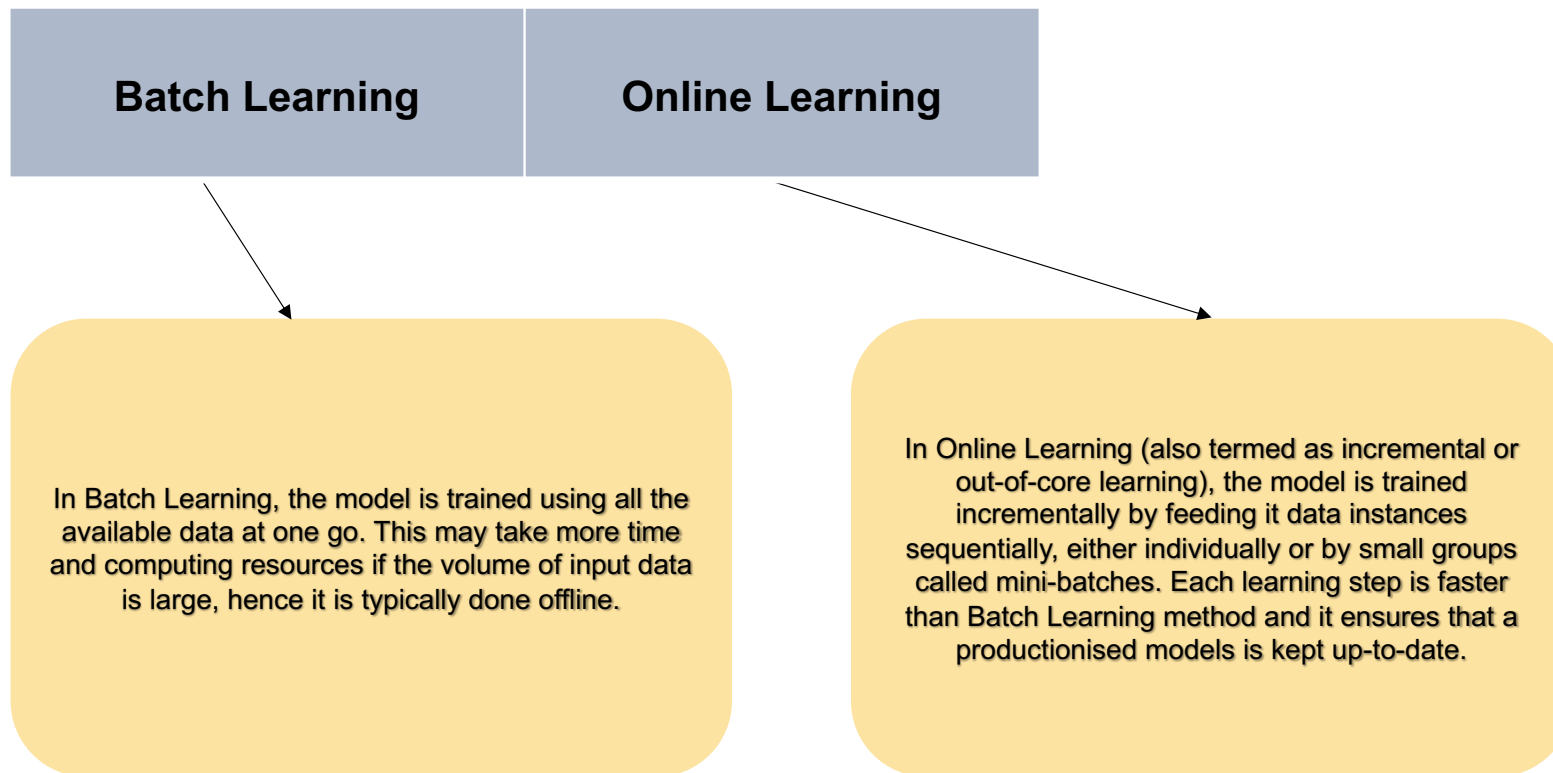 Batch Learning
Online Learning
In Batch Learning, the model is trained using all the
available data at one go. This may take more time
and computing resources if the volume of input data
is large, hence it is typically done offline.
In Online Learning (also termed as incremental or
out-of-core learning), the model is trained
incrementally by feeding it data instances
sequentially, either individually or by small groups
called mini-batches. Each learning step is faster
than Batch Learning method and it ensures that a
productionised models is kept up-to-date.